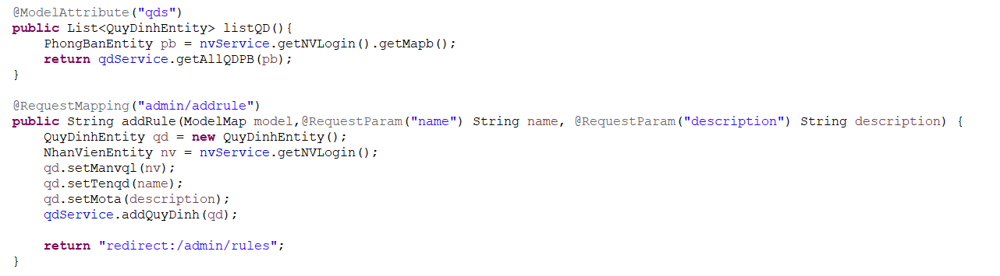 @ModelAttribute("qds")
public List<QuyDinhEntity> listQD(){
    PhongBanEntity pb = nvService.getNVLogin().getMapb();
    return qdService.getAllQDPB(pb);
}

@RequestMapping("admin/addrule")
public String addRule(ModelMap model,@RequestParam("name") String name, @RequestParam("description") String description) {
    QuyDinhEntity qd = new QuyDinhEntity();
    NhanVienEntity nv = nvService.getNVLogin();
    qd.setManvql(nv);
    qd.setTenqd(name);
    qd.setMota(description);
    qdService.addQuyDinh(qd);

    return "redirect:/admin/rules";
}